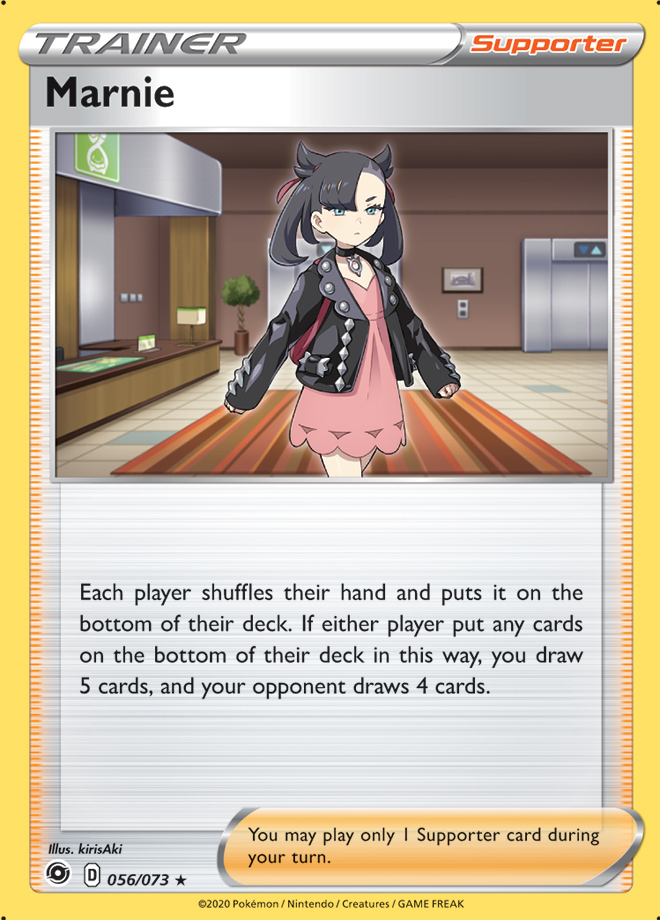 TRAINER
Supporter
Marnie
Each player shuffles their hand and puts it on the
bottom of their deck. If either player put any cards
on the bottom of their deck in this way, you draw
5 cards, and your opponent draws 4 cards.
You may play only 1 Supporter card during
your turn.
Illus. kirisAki
D 056/073 ★
©2020 Pokémon / Nintendo / Creatures / GAME FREAK